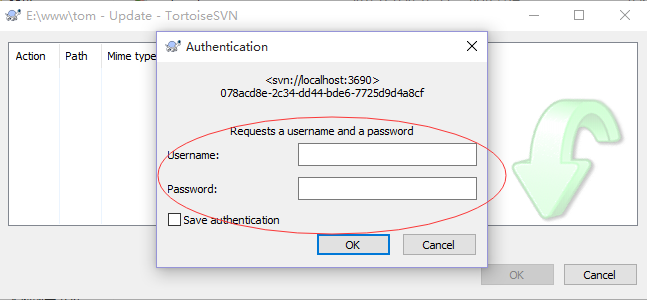 E:\www\tom - Update - TortoiseSVN
Action Path Mime type
Authentication
<svn://localhost:3690>
078acd8e-2c34-dd44-bde6-7725d9d4a8cf
Requests a username and a password
Username:
Password:
Save authentication
OK Cancel
OK Cancel